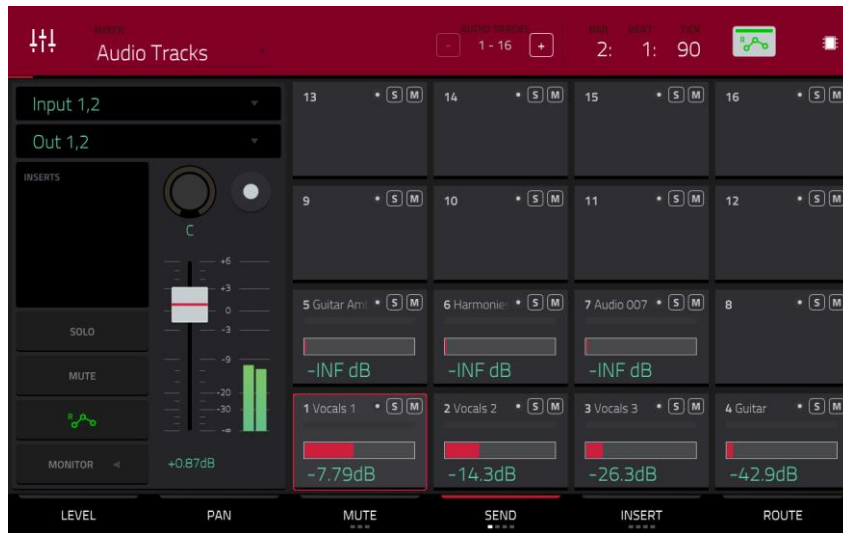 MIXER
Audio Tracks
AUDIO TRACKS
- 1 - 16 +
BAR BEAT TICK
2: 1: 90
R
Input 1,2
Out 1,2
INSERTS
C
+6
+3
0
-3
-9
-20
-30
-∞
+0.87dB
SOLO
MUTE
R
MONITOR
13 S M
14 S M
15 S M
16 S M
9 S M
10 S M
11 S M
12 S M
5 Guitar Am S M
-INF dB
6 Harmonie S M
-INF dB
7 Audio 007 S M
-INF dB
8 S M
1 Vocals 1 S M
-7.79dB
2 Vocals 2 S M
-14.3dB
3 Vocals 3 S M
-26.3dB
4 Guitar S M
-42.9dB
LEVEL PAN MUTE SEND INSERT ROUTE